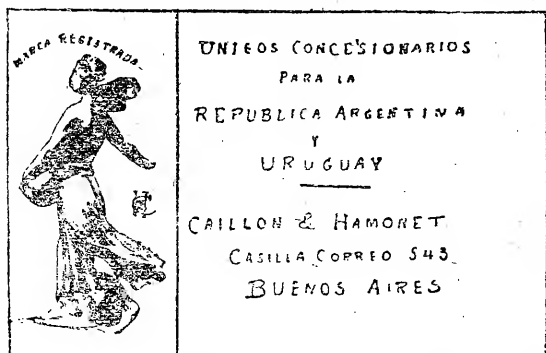 MARCA REGISTRADA-
UNICOS CONCESIONARIOS
PARA LA
REPUBLICA ARGENTINA
Y
URUGUAY
CAILLON & HAMONET
CASILLA CORREO 543
BUENOS AIRES